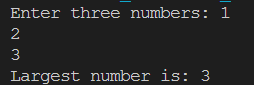 Enter three numbers: 1
2
3
Largest number is: 3